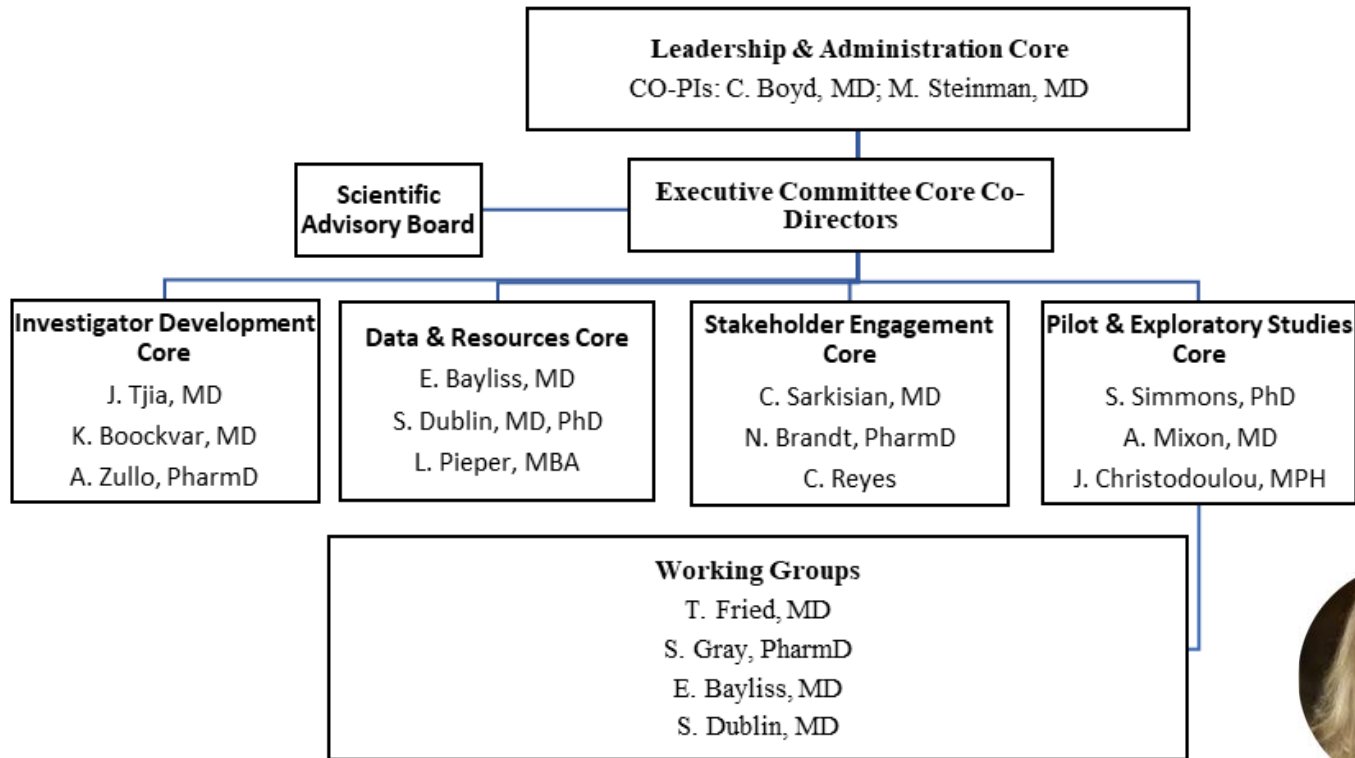 Leadership & Administration Core
CO-PIs: C. Boyd, MD; M. Steinman, MD
Scientific
Advisory Board
Executive Committee Core Co-
Directors
Investigator Development
Core
J. Tjia, MD
K. Boockvar, MD
A. Zullo, PharmD
Data & Resources Core
E. Bayliss, MD
S. Dublin, MD, PhD
L. Pieper, MBA
Stakeholder Engagement
Core
C. Sarkisian, MD
N. Brandt, PharmD
C. Reyes
Pilot & Exploratory Studies
Core
S. Simmons, PhD
A. Mixon, MD
J. Christodoulou, MPH
Working Groups
T. Fried, MD
S. Gray, PharmD
E. Bayliss, MD
S. Dublin, MD